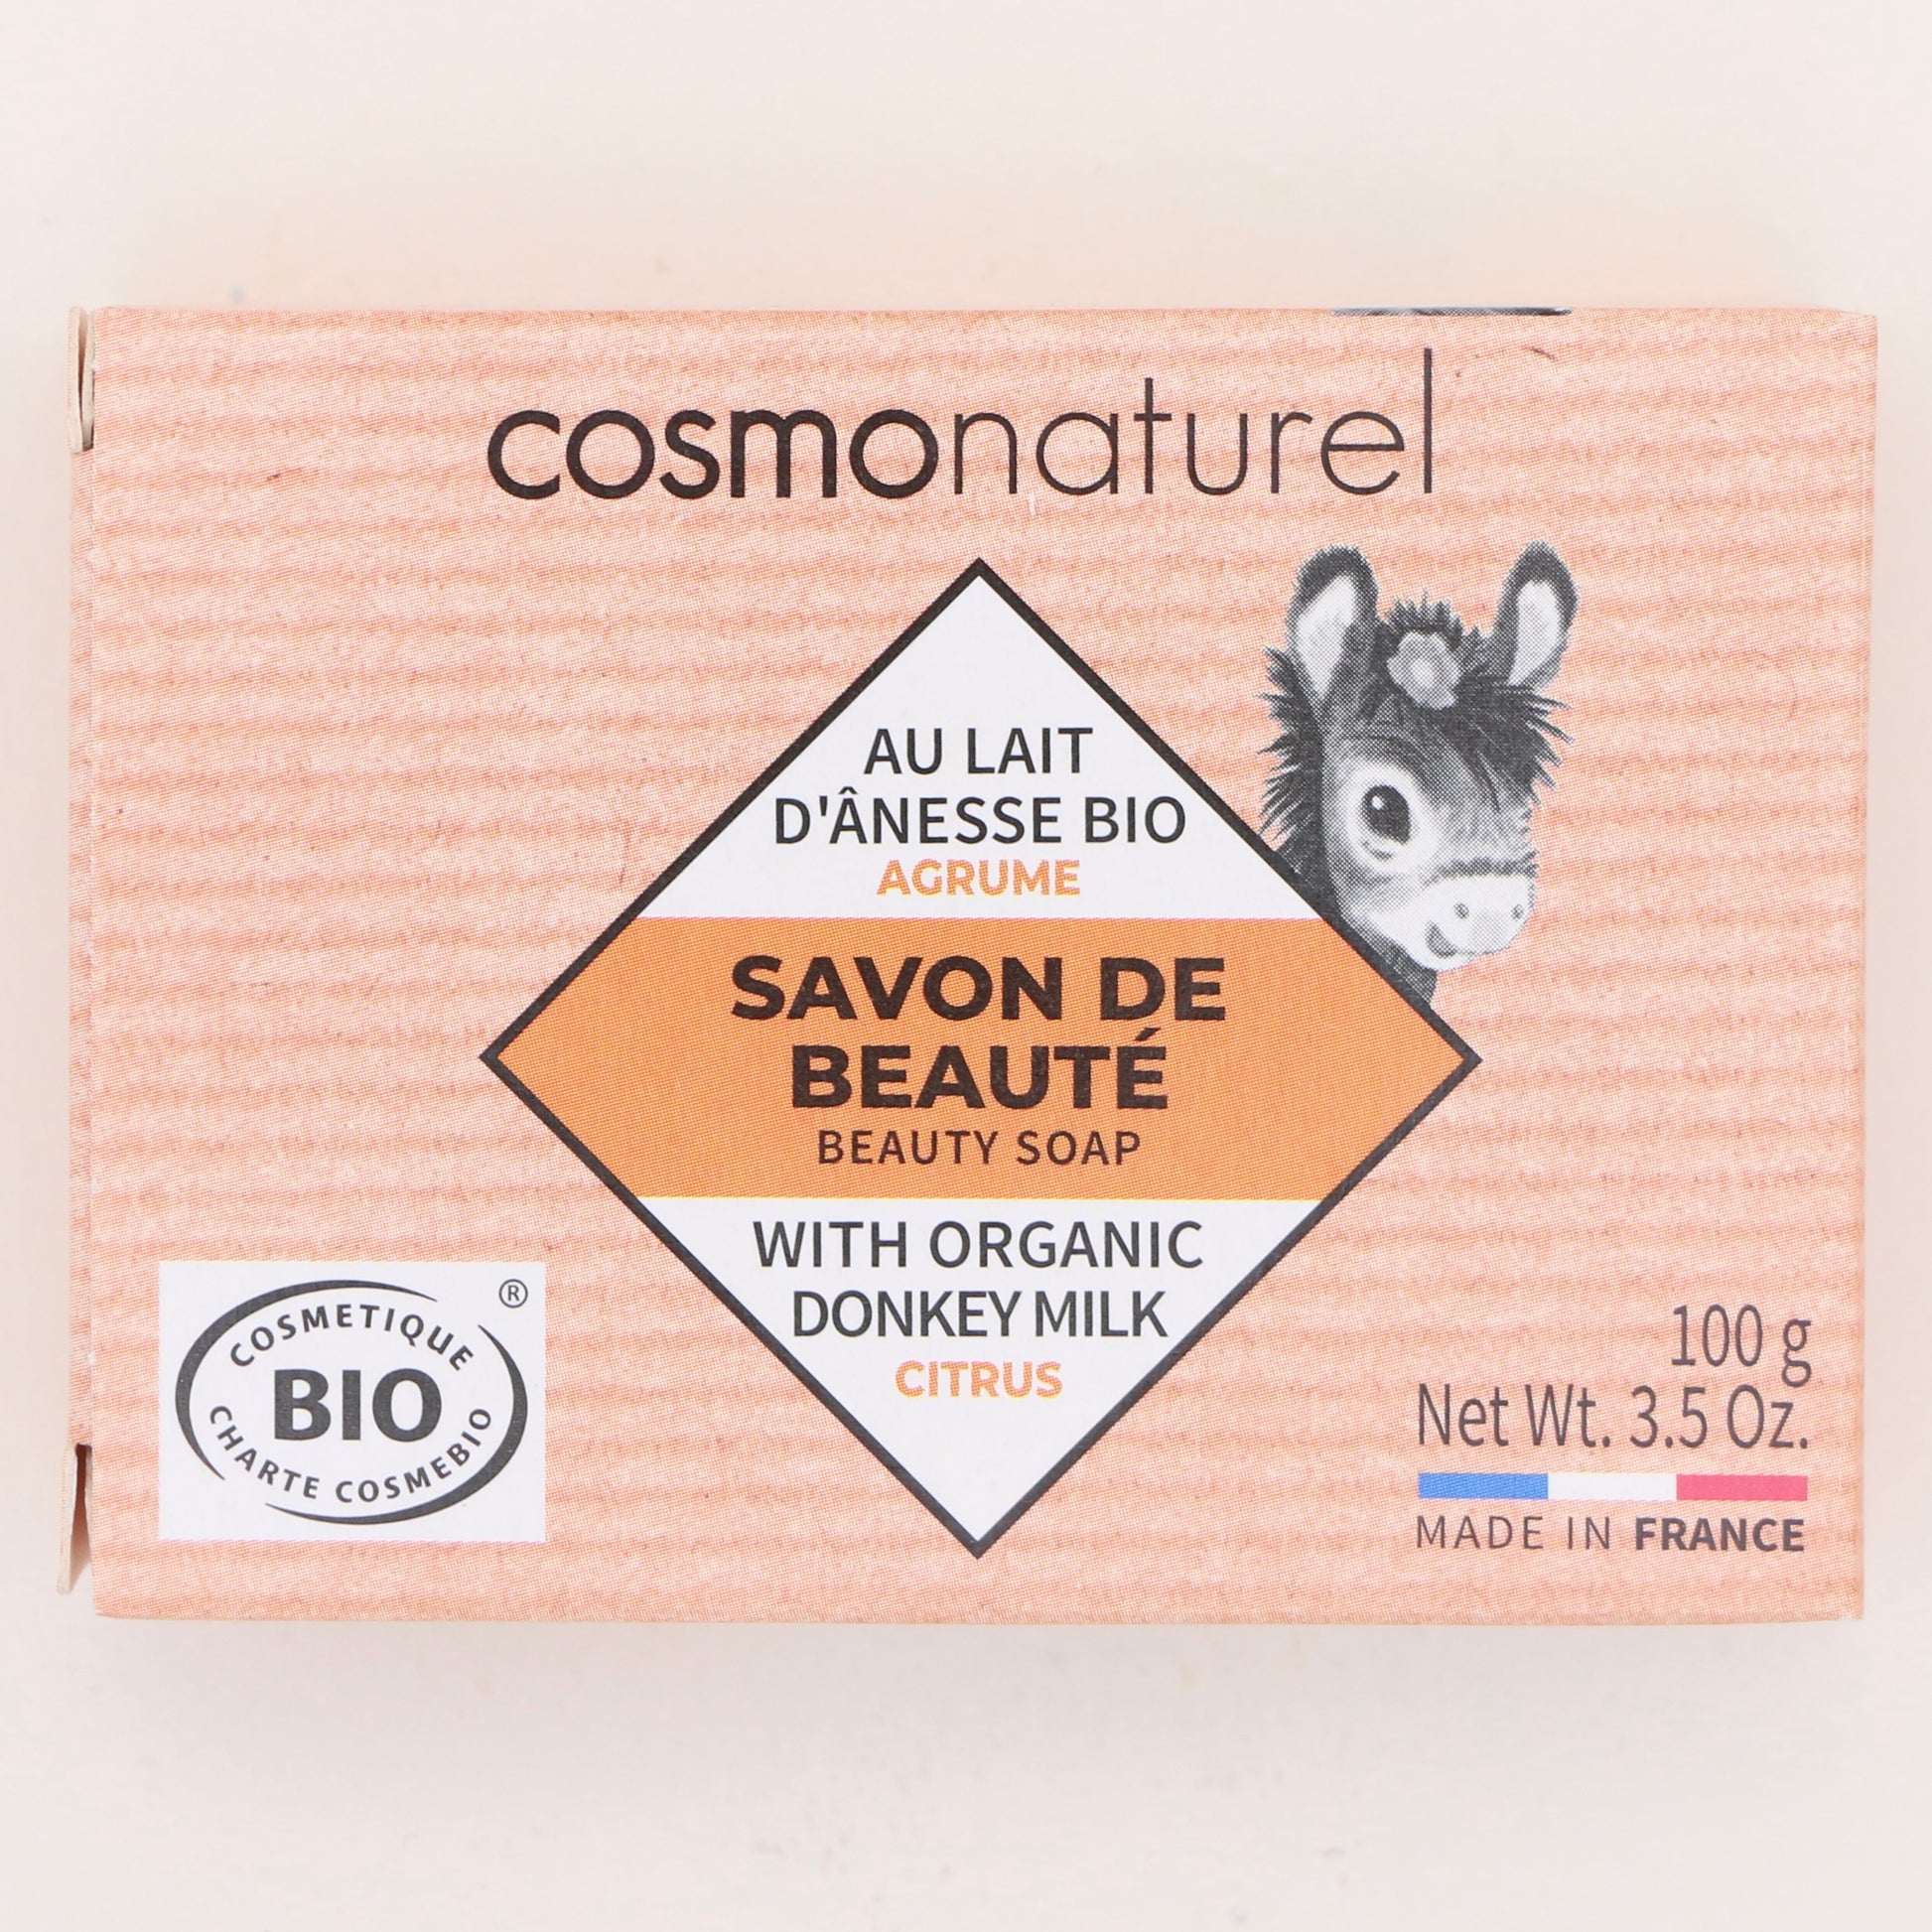 cosmonaturel
AU LAIT
D'ÂNESSE BIO
AGRUME
SAVON DE
BEAUTÉ
BEAUTY SOAP
WITH ORGANIC
DONKEY MILK
CITRUS
COSMETIQUE ®
BIO
CHARTE COSMEBIO
100 g
Net Wt. 3.5 Oz.
MADE IN FRANCE